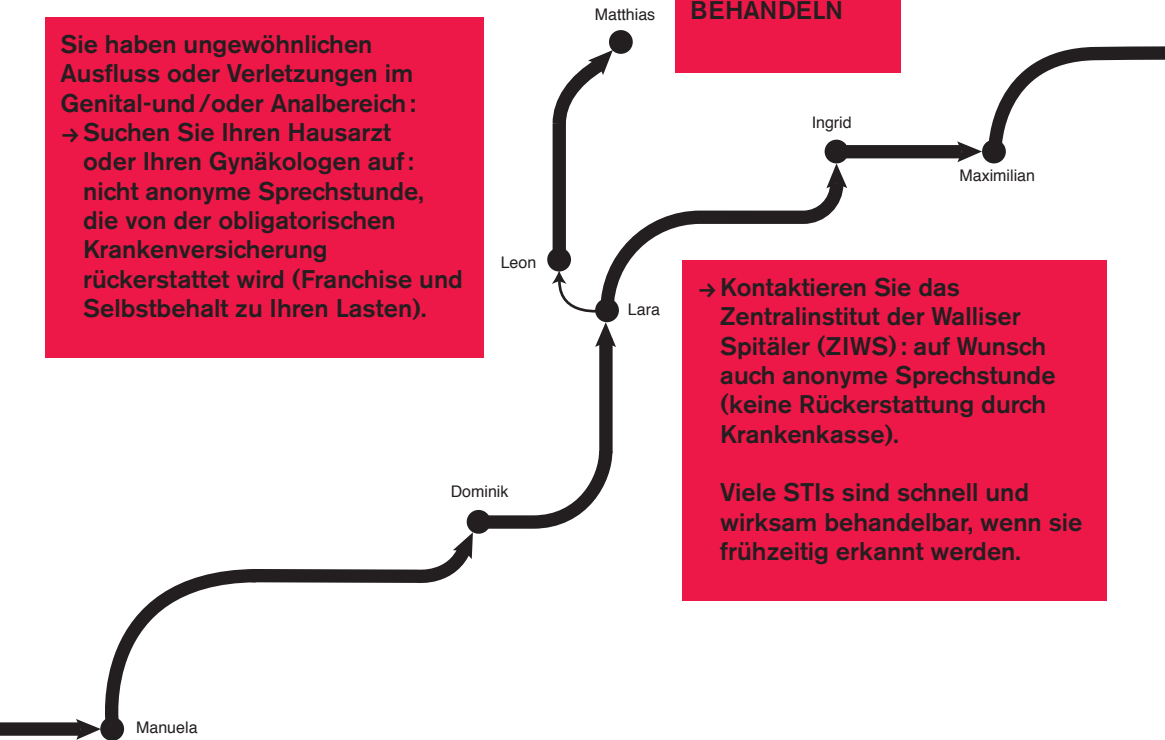 Matthias
BEHANDELN
Sie haben ungewöhnlichen
Ausfluss oder Verletzungen im
Genital-und/oder Analbereich:
→ Suchen Sie Ihren Hausarzt
oder Ihren Gynäkologen auf:
nicht anonyme Sprechstunde,
die von der obligatorischen
Krankenversicherung
rückerstattet wird (Franchise und
Selbstbehalt zu Ihren Lasten).
Ingrid
Maximilian
Leon
Lara
→ Kontaktieren Sie das
Zentralinstitut der Walliser
Spitäler (ZIWS): auf Wunsch
auch anonyme Sprechstunde
(keine Rückerstattung durch
Krankenkasse).
Viele STIs sind schnell und
wirksam behandelbar, wenn sie
frühzeitig erkannt werden.
Dominik
Manuela